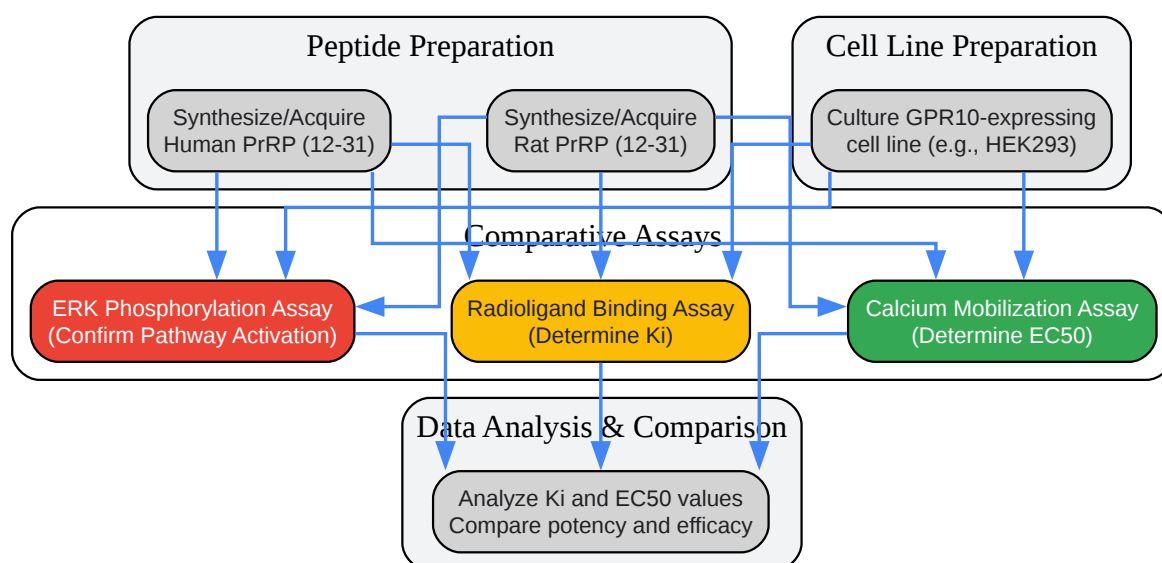 Peptide Preparation
Cell Line Preparation
Synthesize/Acquire
Human PrRP (12-31)
Synthesize/Acquire
Rat PrRP (12-31)
Culture GPR10-expressing
cell line (e.g., HEK293)
Comparative Assays
ERK Phosphorylation Assay
(Confirm Pathway Activation)
Radioligand Binding Assay
(Determine Ki)
Calcium Mobilization Assay
(Determine EC50)
Data Analysis & Comparison
Analyze Ki and EC50 values
Compare potency and efficacy